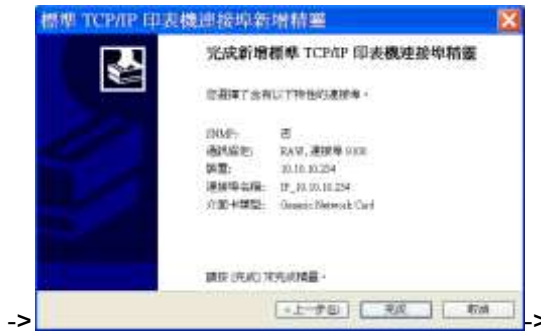 標準 TCP/IP 印表機連接埠新增精靈
完成新增標準 TCP/IP 印表機連接埠精靈
您選擇了含有以下特性的連接埠。
SNMP: 否
通訊協定: RAW, 連接埠 9100
裝置: 10.10.10.254
連接埠名稱: IP_10.10.10.254
介面卡類型: Generic Network Card
請按 [完成] 來完成精靈。
<上一步(B) 完成 取消
-> ->